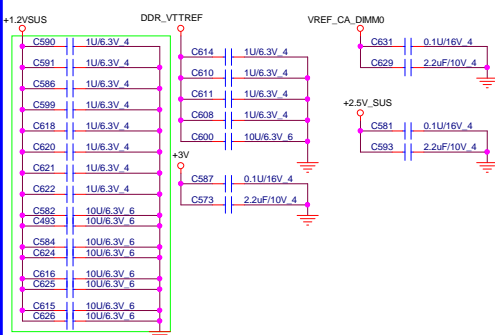 +1.2VSUS
C590 1U/6.3V_4
C591 1U/6.3V_4
C586 1U/6.3V_4
C599 1U/6.3V_4
C618 1U/6.3V_4
C620 1U/6.3V_4
C621 1U/6.3V_4
C622 1U/6.3V_4
C582 10U/6.3V_6
C493 10U/6.3V_6
C584 10U/6.3V_6
C624 10U/6.3V_6
C616 10U/6.3V_6
C625 10U/6.3V_6
C615 10U/6.3V_6
C626 10U/6.3V_6
DDR_VTTREF
C614 1U/6.3V_4
C610 1U/6.3V_4
C611 1U/6.3V_4
C608 1U/6.3V_4
C600 10U/6.3V_6
+3V
C587 0.1U/16V_4
C573 2.2uF/10V_4
VREF_CA_DIMM0
C631 0.1U/16V_4
C629 2.2uF/10V_4
+2.5V_SUS
C581 0.1U/16V_4
C593 2.2uF/10V_4